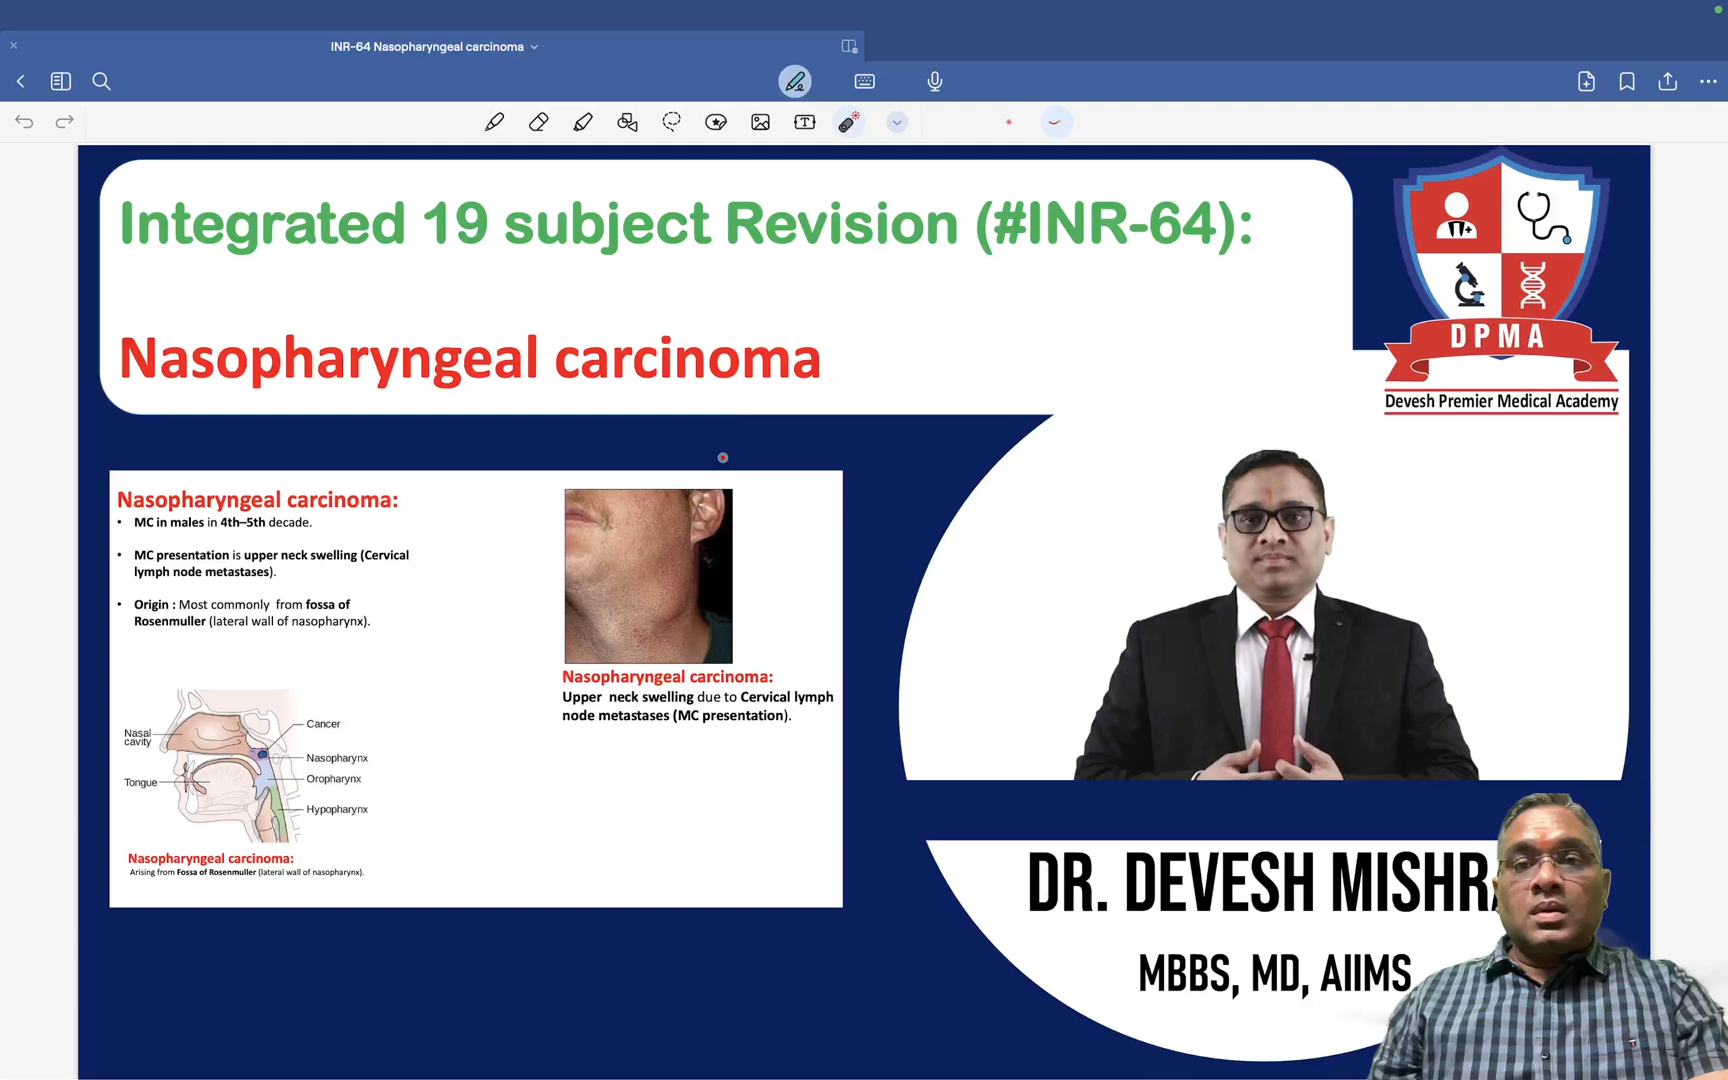 INR-64 Nasopharyngeal carcinoma
Integrated 19 subject Revision (#INR-64):
Nasopharyngeal carcinoma
DPMA
Devesh Premier Medical Academy
Nasopharyngeal carcinoma:
• MC in males in 4th–5th decade.
• MC presentation is upper neck swelling (Cervical
lymph node metastases).
• Origin : Most commonly from fossa of
Rosenmuller (lateral wall of nasopharynx).
Nasal
cavity
Tongue
Cancer
Nasopharynx
Oropharynx
Hypopharynx
Nasopharyngeal carcinoma:
Arising from Fossa of Rosenmuller (lateral wall of nasopharynx).
Nasopharyngeal carcinoma:
Upper neck swelling due to Cervical lymph
node metastases (MC presentation).
DR. DEVESH MISHRA
MBBS, MD, AIIMS